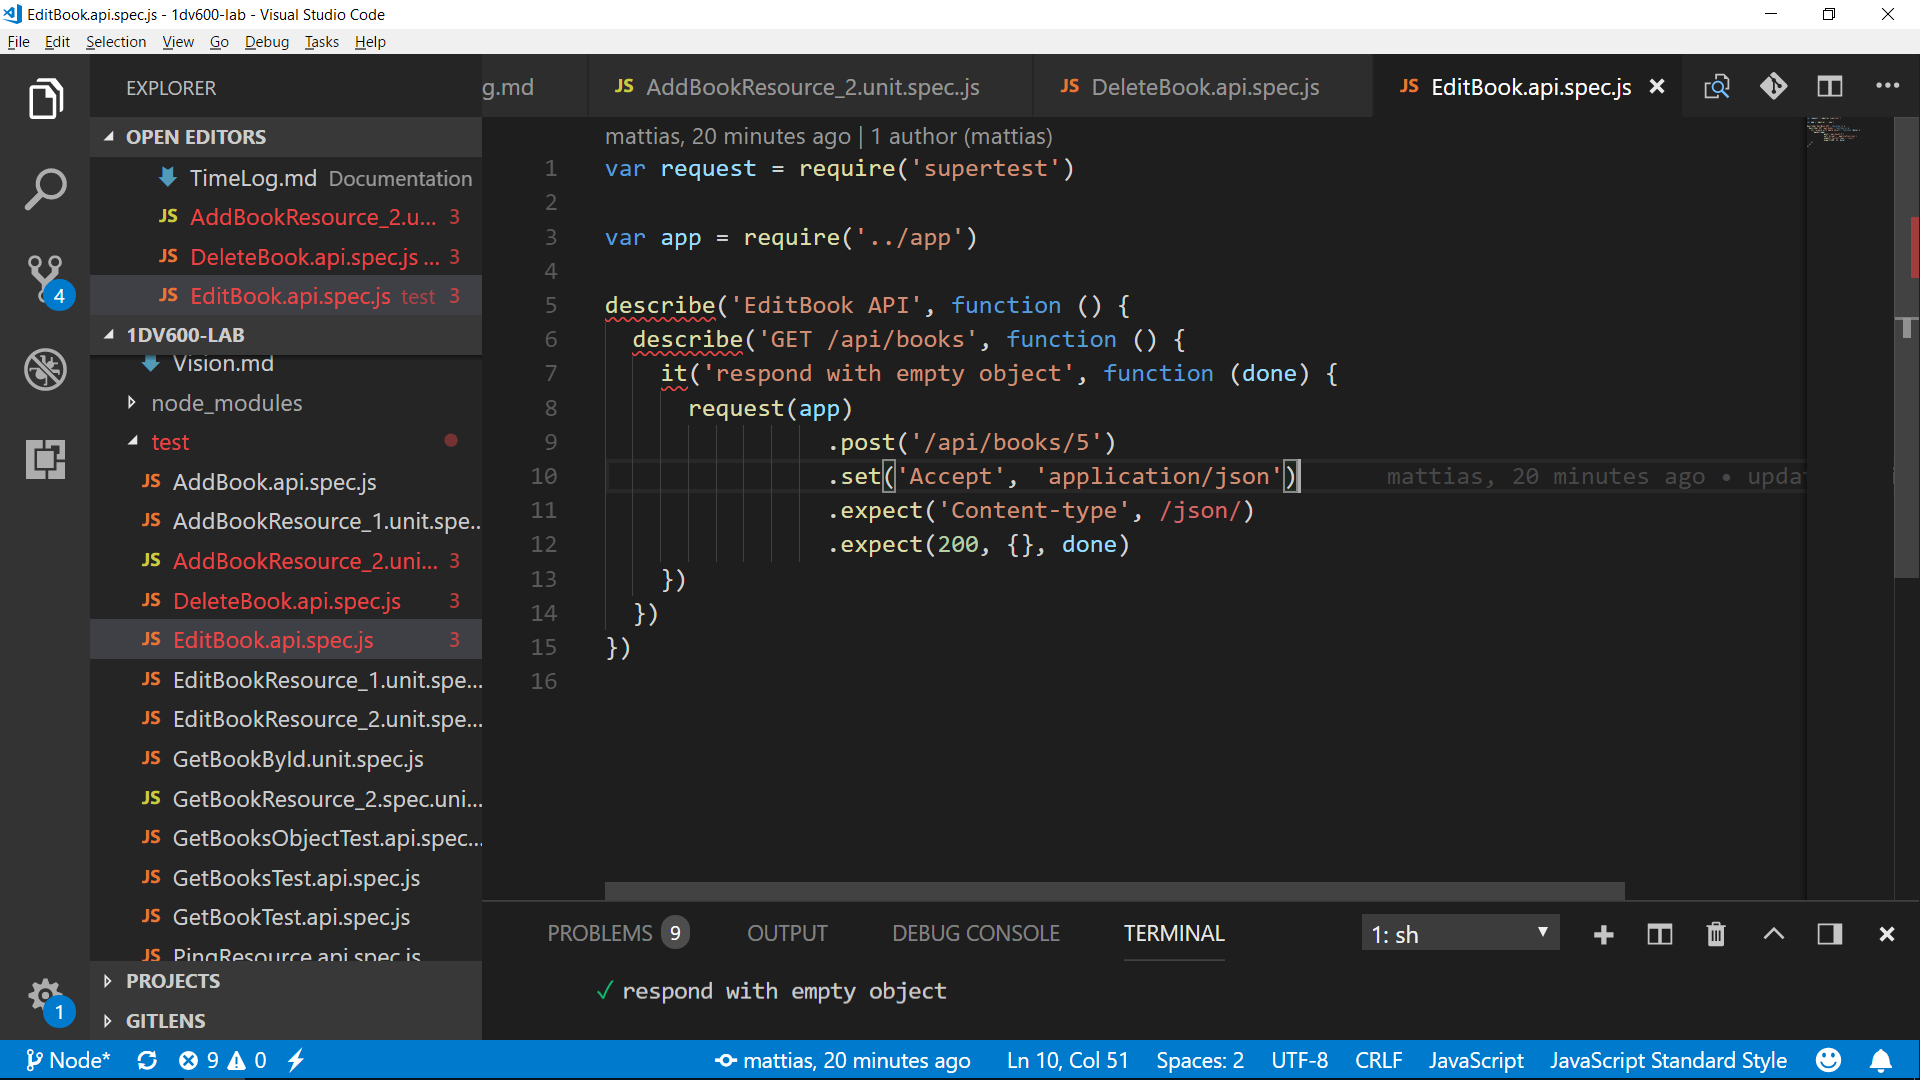 EditBook.api.spec.js - 1dv600-lab - Visual Studio Code
File Edit Selection View Go Debug Tasks Help
EXPLORER
g.md
JS AddBookResource_2.unit.spec..js
JS DeleteBook.api.spec.js
JS EditBook.api.spec.js
OPEN EDITORS
TimeLog.md Documentation
JS AddBookResource_2.u... 3
JS DeleteBook.api.spec.js ... 3
JS EditBook.api.spec.js test 3
1DV600-LAB
Vision.md
node_modules
test
JS AddBook.api.spec.js
JS AddBookResource_1.unit.spe...
JS AddBookResource_2.uni... 3
JS DeleteBook.api.spec.js 3
JS EditBook.api.spec.js 3
JS EditBookResource_1.unit.spe...
JS EditBookResource_2.unit.spe...
JS GetBookById.unit.spec.js
JS GetBookResource_2.spec.uni...
JS GetBooksObjectTest.api.spec...
JS GetBooksTest.api.spec.js
JS GetBookTest.api.spec.js
JS PingResource.api.spec.js
PROJECTS
GITLENS
4
1
mattias, 20 minutes ago | 1 author (mattias)
1 var request = require('supertest')
2
3 var app = require('../app')
4
5 describe('EditBook API', function () {
6 describe('GET /api/books', function () {
7 it('respond with empty object', function (done) {
8 request(app)
9 .post('/api/books/5')
10 .set('Accept', 'application/json') mattias, 20 minutes ago • updat
11 .expect('Content-type', /json/)
12 .expect(200, {}, done)
13 })
14 })
15 })
16
PROBLEMS 9 OUTPUT DEBUG CONSOLE TERMINAL 1: sh
✓ respond with empty object
Node* 9 0 mattias, 20 minutes ago Ln 10, Col 51 Spaces: 2 UTF-8 CRLF JavaScript JavaScript Standard Style